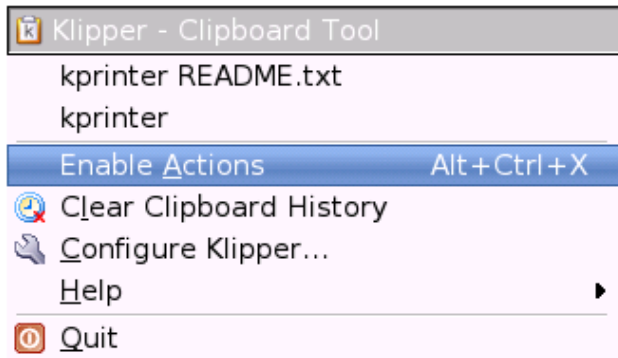 Klipper - Clipboard Tool
kprinter README.txt
kprinter
Enable Actions Alt+Ctrl+X
Clear Clipboard History
Configure Klipper...
Help
Quit